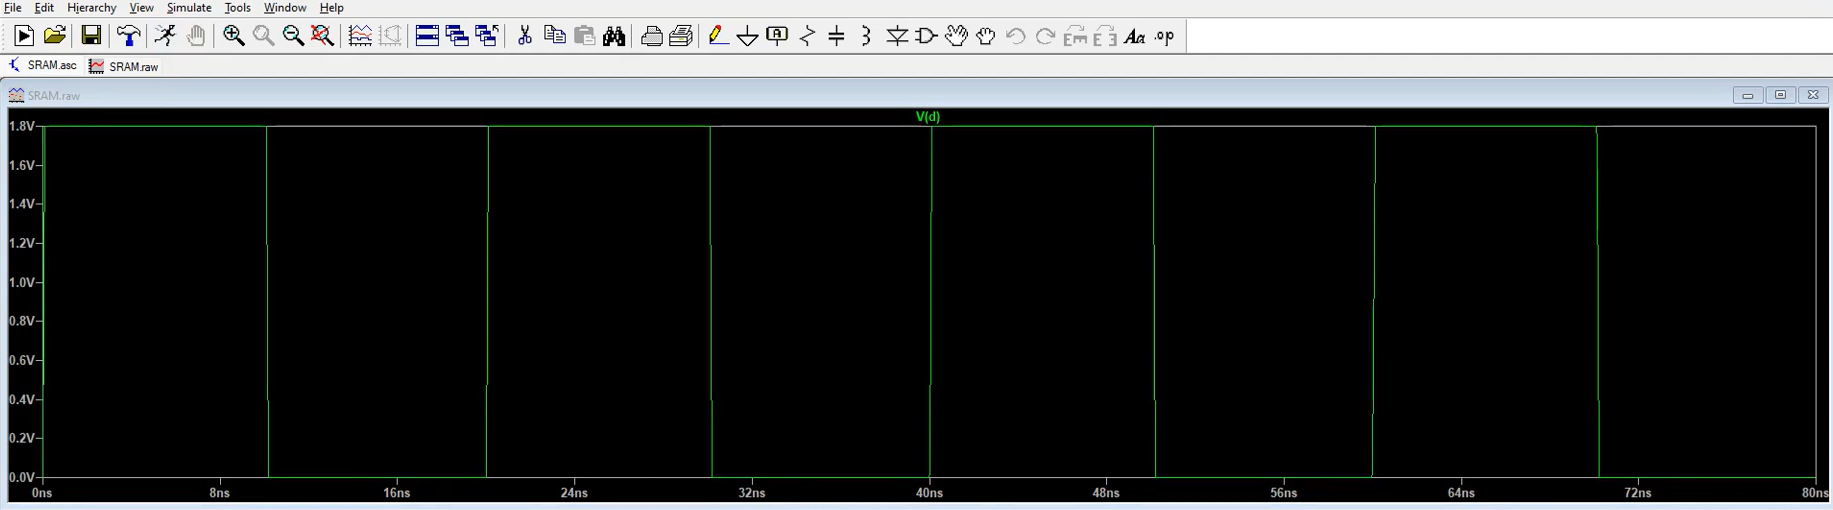 File Edit Hierarchy View Simulate Tools Window Help
A Aa .op
SRAM.asc SRAM.raw
SRAM.raw
V(d)
1.8V
1.6V
1.4V
1.2V
1.0V
0.8V
0.6V
0.4V
0.2V
0.0V
0ns 8ns 16ns 24ns 32ns 40ns 48ns 56ns 64ns 72ns 80ns